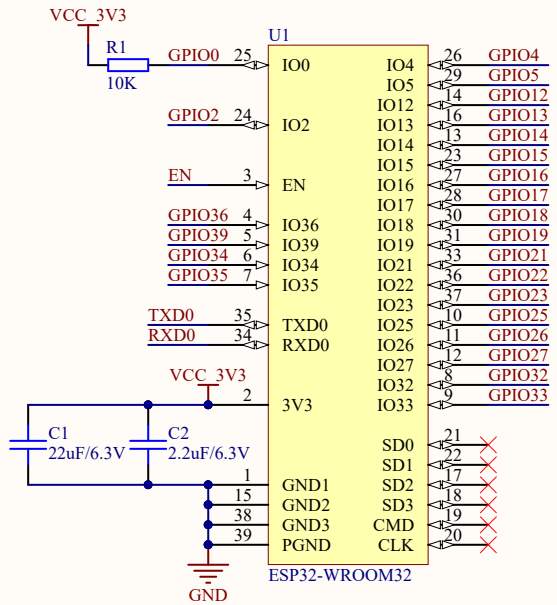 VCC_3V3
U1
R1
10K
GPIO0 25 IO0
IO4 26 GPIO4
IO5 29 GPIO5
IO12 14 GPIO12
GPIO2 24 IO2
IO13 16 GPIO13
IO14 13 GPIO14
IO15 23 GPIO15
EN 3 EN
IO16 27 GPIO16
IO17 28 GPIO17
GPIO36 4 IO36
IO18 30 GPIO18
GPIO39 5 IO39
IO19 31 GPIO19
GPIO34 6 IO34
IO21 33 GPIO21
GPIO35 7 IO35
IO22 36 GPIO22
IO23 37 GPIO23
TXD0 35 TXD0
IO25 10 GPIO25
RXD0 34 RXD0
IO26 11 GPIO26
IO27 12 GPIO27
VCC_3V3
IO32 8 GPIO32
2 3V3
IO33 9 GPIO33
C1
22uF/6.3V
C2
2.2uF/6.3V
SD0 21
SD1 22
1 GND1
SD2 17
15 GND2
SD3 18
38 GND3
CMD 19
39 PGND
CLK 20
ESP32-WROOM32
GND